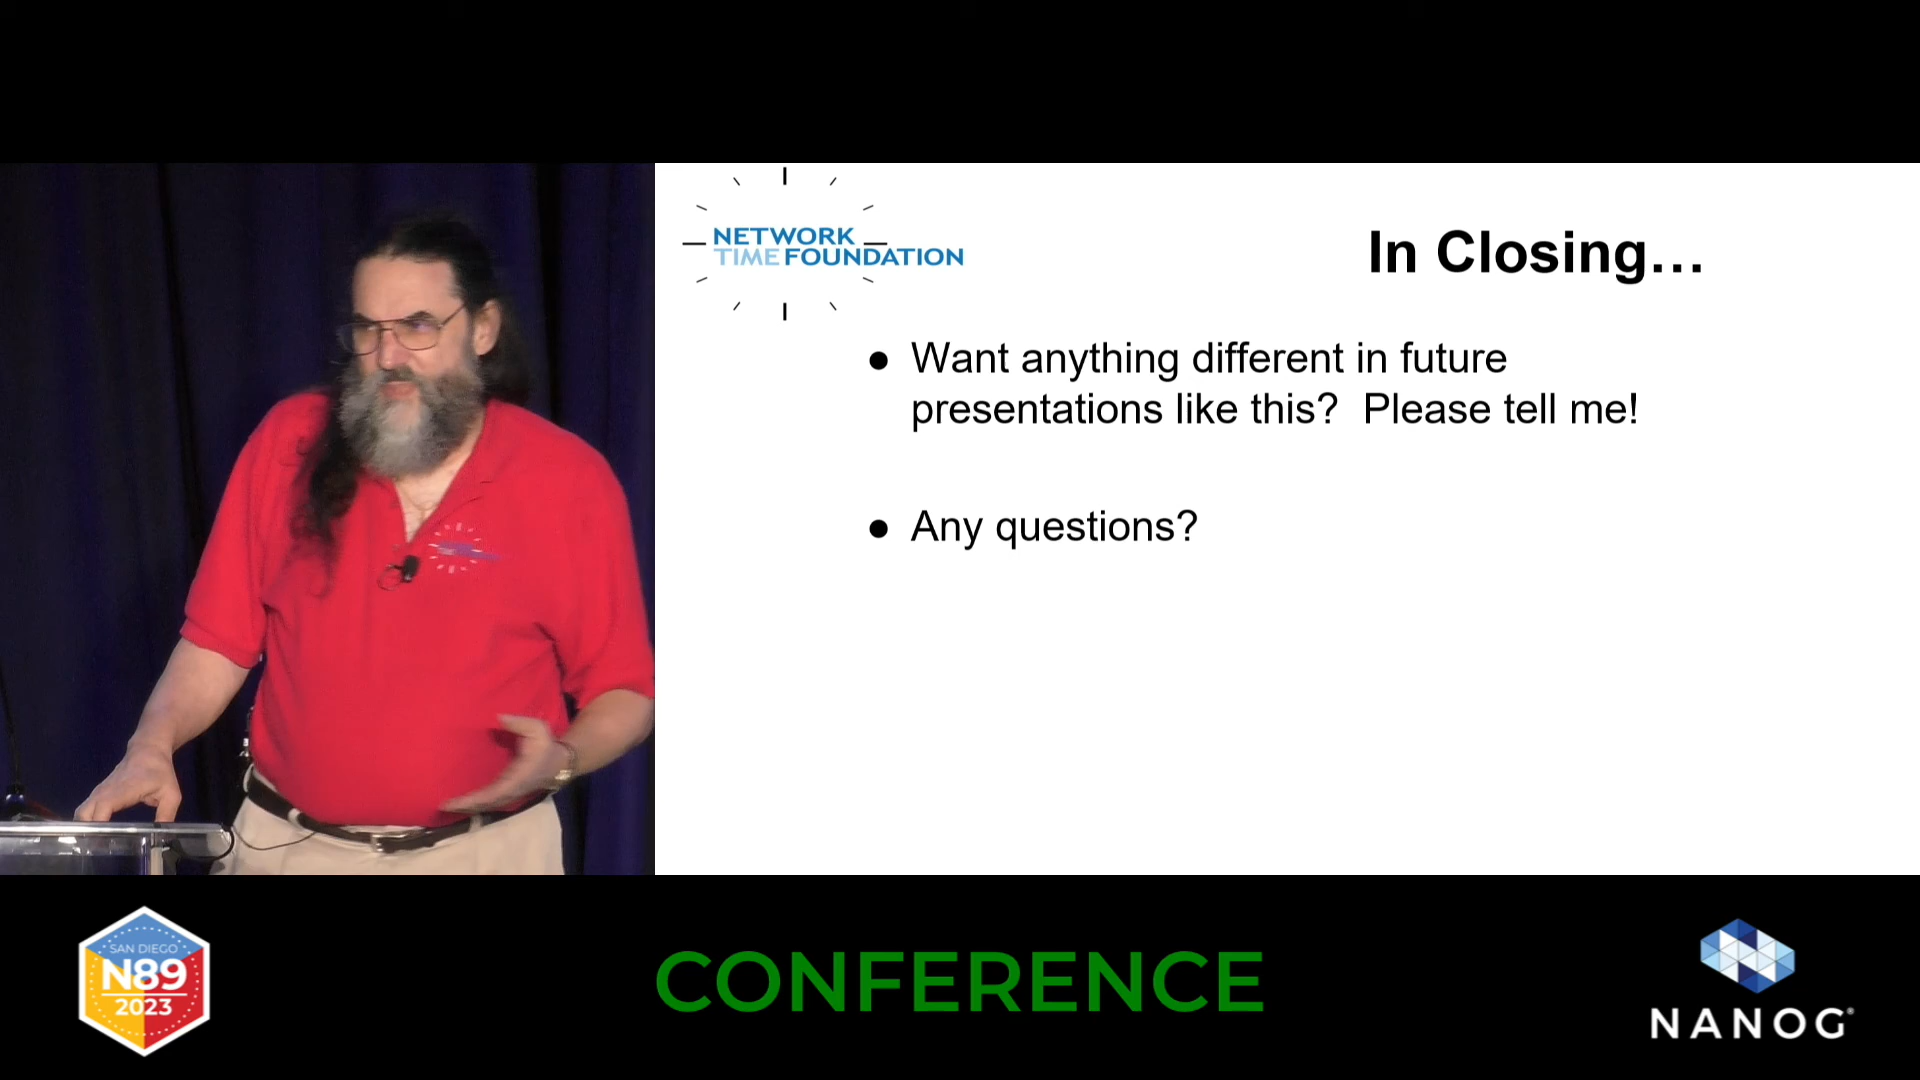 NETWORK
TIME FOUNDATION
In Closing…
● Want anything different in future
presentations like this?  Please tell me!
● Any questions?
SAN DIEGO
N89
2023
CONFERENCE
NANOG®